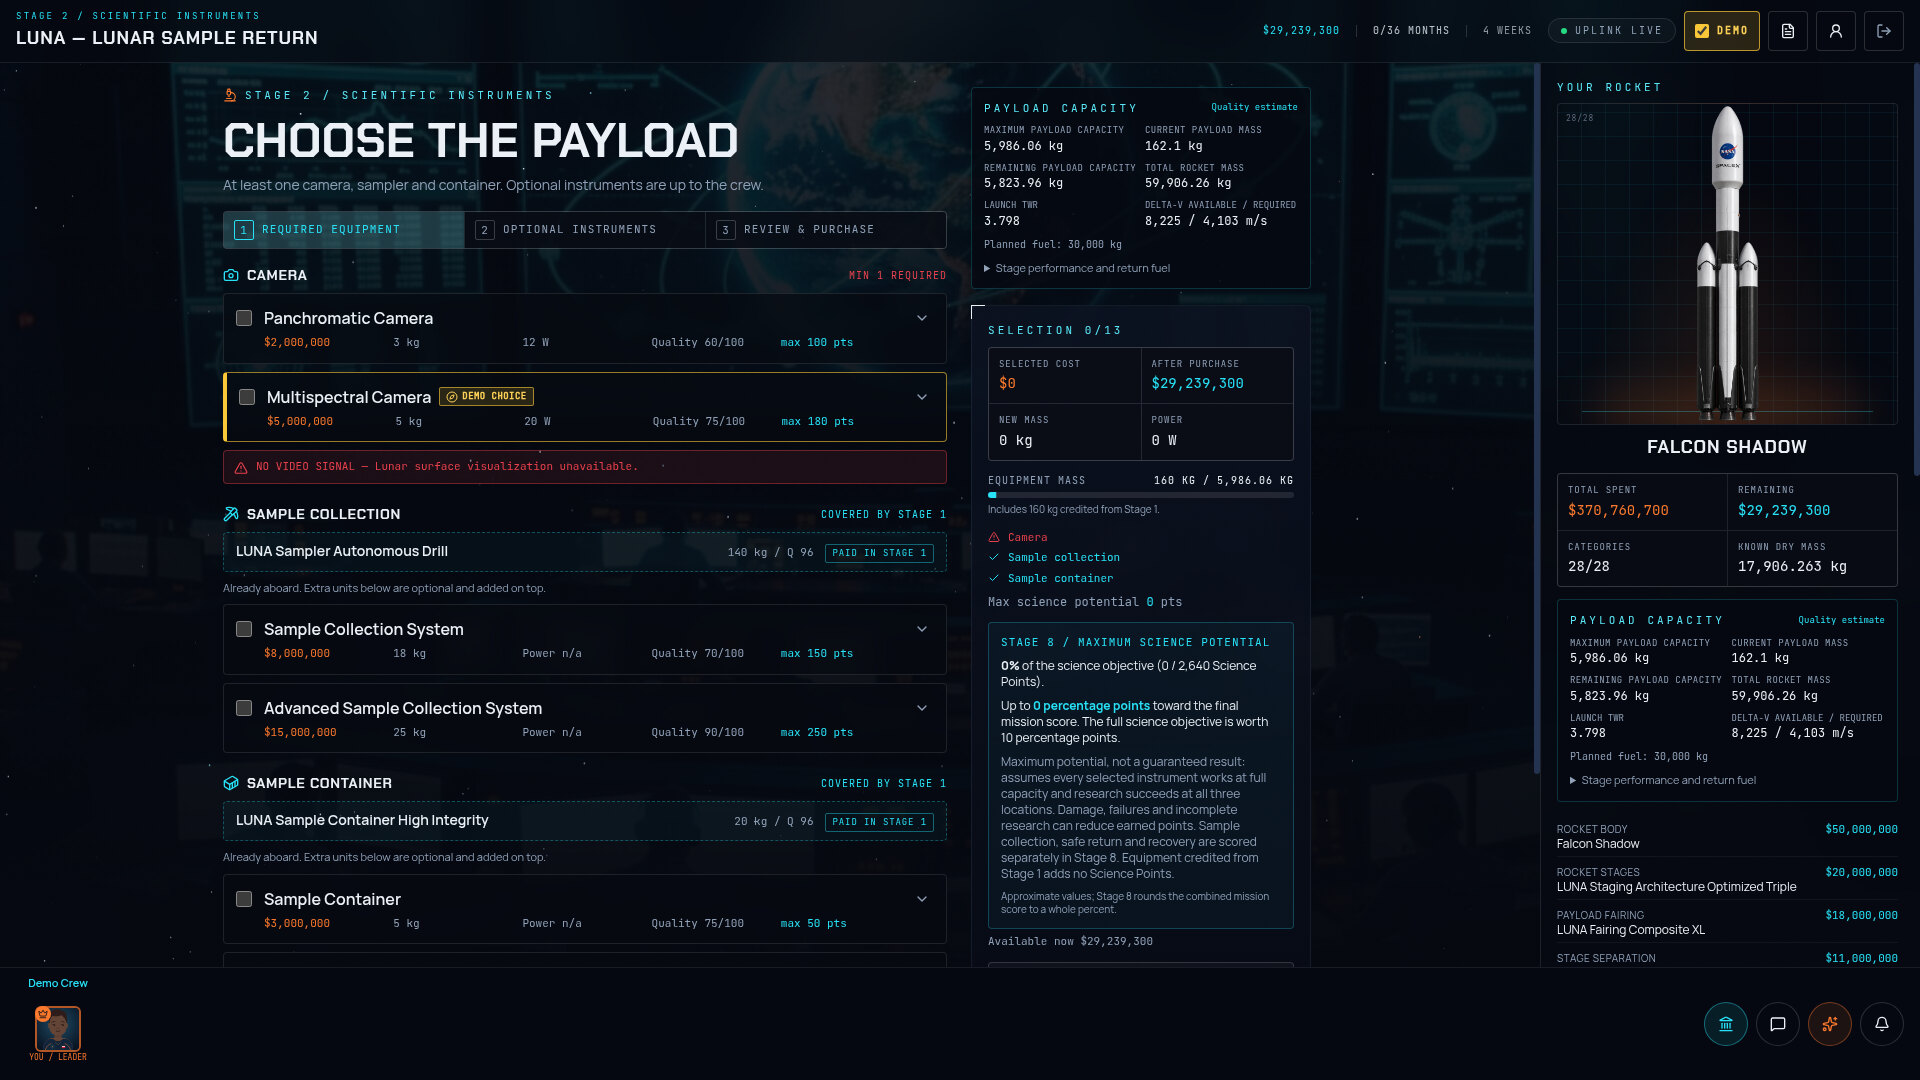 STAGE 2 / SCIENTIFIC INSTRUMENTS
LUNA — LUNAR SAMPLE RETURN
$29,239,300
0/36 MONTHS
4 WEEKS
UPLINK LIVE
DEMO
STAGE 2 / SCIENTIFIC INSTRUMENTS
CHOOSE THE PAYLOAD
At least one camera, sampler and container. Optional instruments are up to the crew.
1 REQUIRED EQUIPMENT
2 OPTIONAL INSTRUMENTS
3 REVIEW & PURCHASE
CAMERA
MIN 1 REQUIRED
Panchromatic Camera
$2,000,000 3 kg 12 W Quality 60/100 max 100 pts
Multispectral Camera DEMO CHOICE
$5,000,000 5 kg 20 W Quality 75/100 max 180 pts
NO VIDEO SIGNAL — Lunar surface visualization unavailable.
SAMPLE COLLECTION
COVERED BY STAGE 1
LUNA Sampler Autonomous Drill 140 kg / Q 96 PAID IN STAGE 1
Already aboard. Extra units below are optional and added on top.
Sample Collection System
$8,000,000 18 kg Power n/a Quality 70/100 max 150 pts
Advanced Sample Collection System
$15,000,000 25 kg Power n/a Quality 90/100 max 250 pts
SAMPLE CONTAINER
COVERED BY STAGE 1
LUNA Sample Container High Integrity 20 kg / Q 96 PAID IN STAGE 1
Already aboard. Extra units below are optional and added on top.
Sample Container
$3,000,000 5 kg Power n/a Quality 75/100 max 50 pts
PAYLOAD CAPACITY Quality estimate
MAXIMUM PAYLOAD CAPACITY CURRENT PAYLOAD MASS
5,986.06 kg 162.1 kg
REMAINING PAYLOAD CAPACITY TOTAL ROCKET MASS
5,823.96 kg 59,906.26 kg
LAUNCH TWR DELTA-V AVAILABLE / REQUIRED
3.798 8,225 / 4,103 m/s
Planned fuel: 30,000 kg
Stage performance and return fuel
SELECTION 0/13
SELECTED COST AFTER PURCHASE
$0 $29,239,300
NEW MASS POWER
0 kg 0 W
EQUIPMENT MASS 160 KG / 5,986.06 KG
Includes 160 kg credited from Stage 1.
Camera
Sample collection
Sample container
Max science potential 0 pts
STAGE 8 / MAXIMUM SCIENCE POTENTIAL
0% of the science objective (0 / 2,640 Science
Points).
Up to 0 percentage points toward the final
mission score. The full science objective is worth
10 percentage points.
Maximum potential, not a guaranteed result:
assumes every selected instrument works at full
capacity and research succeeds at all three
locations. Damage, failures and incomplete
research can reduce earned points. Sample
collection, safe return and recovery are scored
separately in Stage 8. Equipment credited from
Stage 1 adds no Science Points.
Approximate values; Stage 8 rounds the combined mission
score to a whole percent.
Available now $29,239,300
YOUR ROCKET
28/28
NASA
FALCON SHADOW
TOTAL SPENT REMAINING
$370,760,700 $29,239,300
CATEGORIES KNOWN DRY MASS
28/28 17,906.263 kg
PAYLOAD CAPACITY Quality estimate
MAXIMUM PAYLOAD CAPACITY CURRENT PAYLOAD MASS
5,986.06 kg 162.1 kg
REMAINING PAYLOAD CAPACITY TOTAL ROCKET MASS
5,823.96 kg 59,906.26 kg
LAUNCH TWR DELTA-V AVAILABLE / REQUIRED
3.798 8,225 / 4,103 m/s
Planned fuel: 30,000 kg
Stage performance and return fuel
ROCKET BODY $50,000,000
Falcon Shadow
ROCKET STAGES $20,000,000
LUNA Staging Architecture Optimized Triple
PAYLOAD FAIRING $18,000,000
LUNA Fairing Composite XL
STAGE SEPARATION $11,000,000
Demo Crew
YOU / LEADER